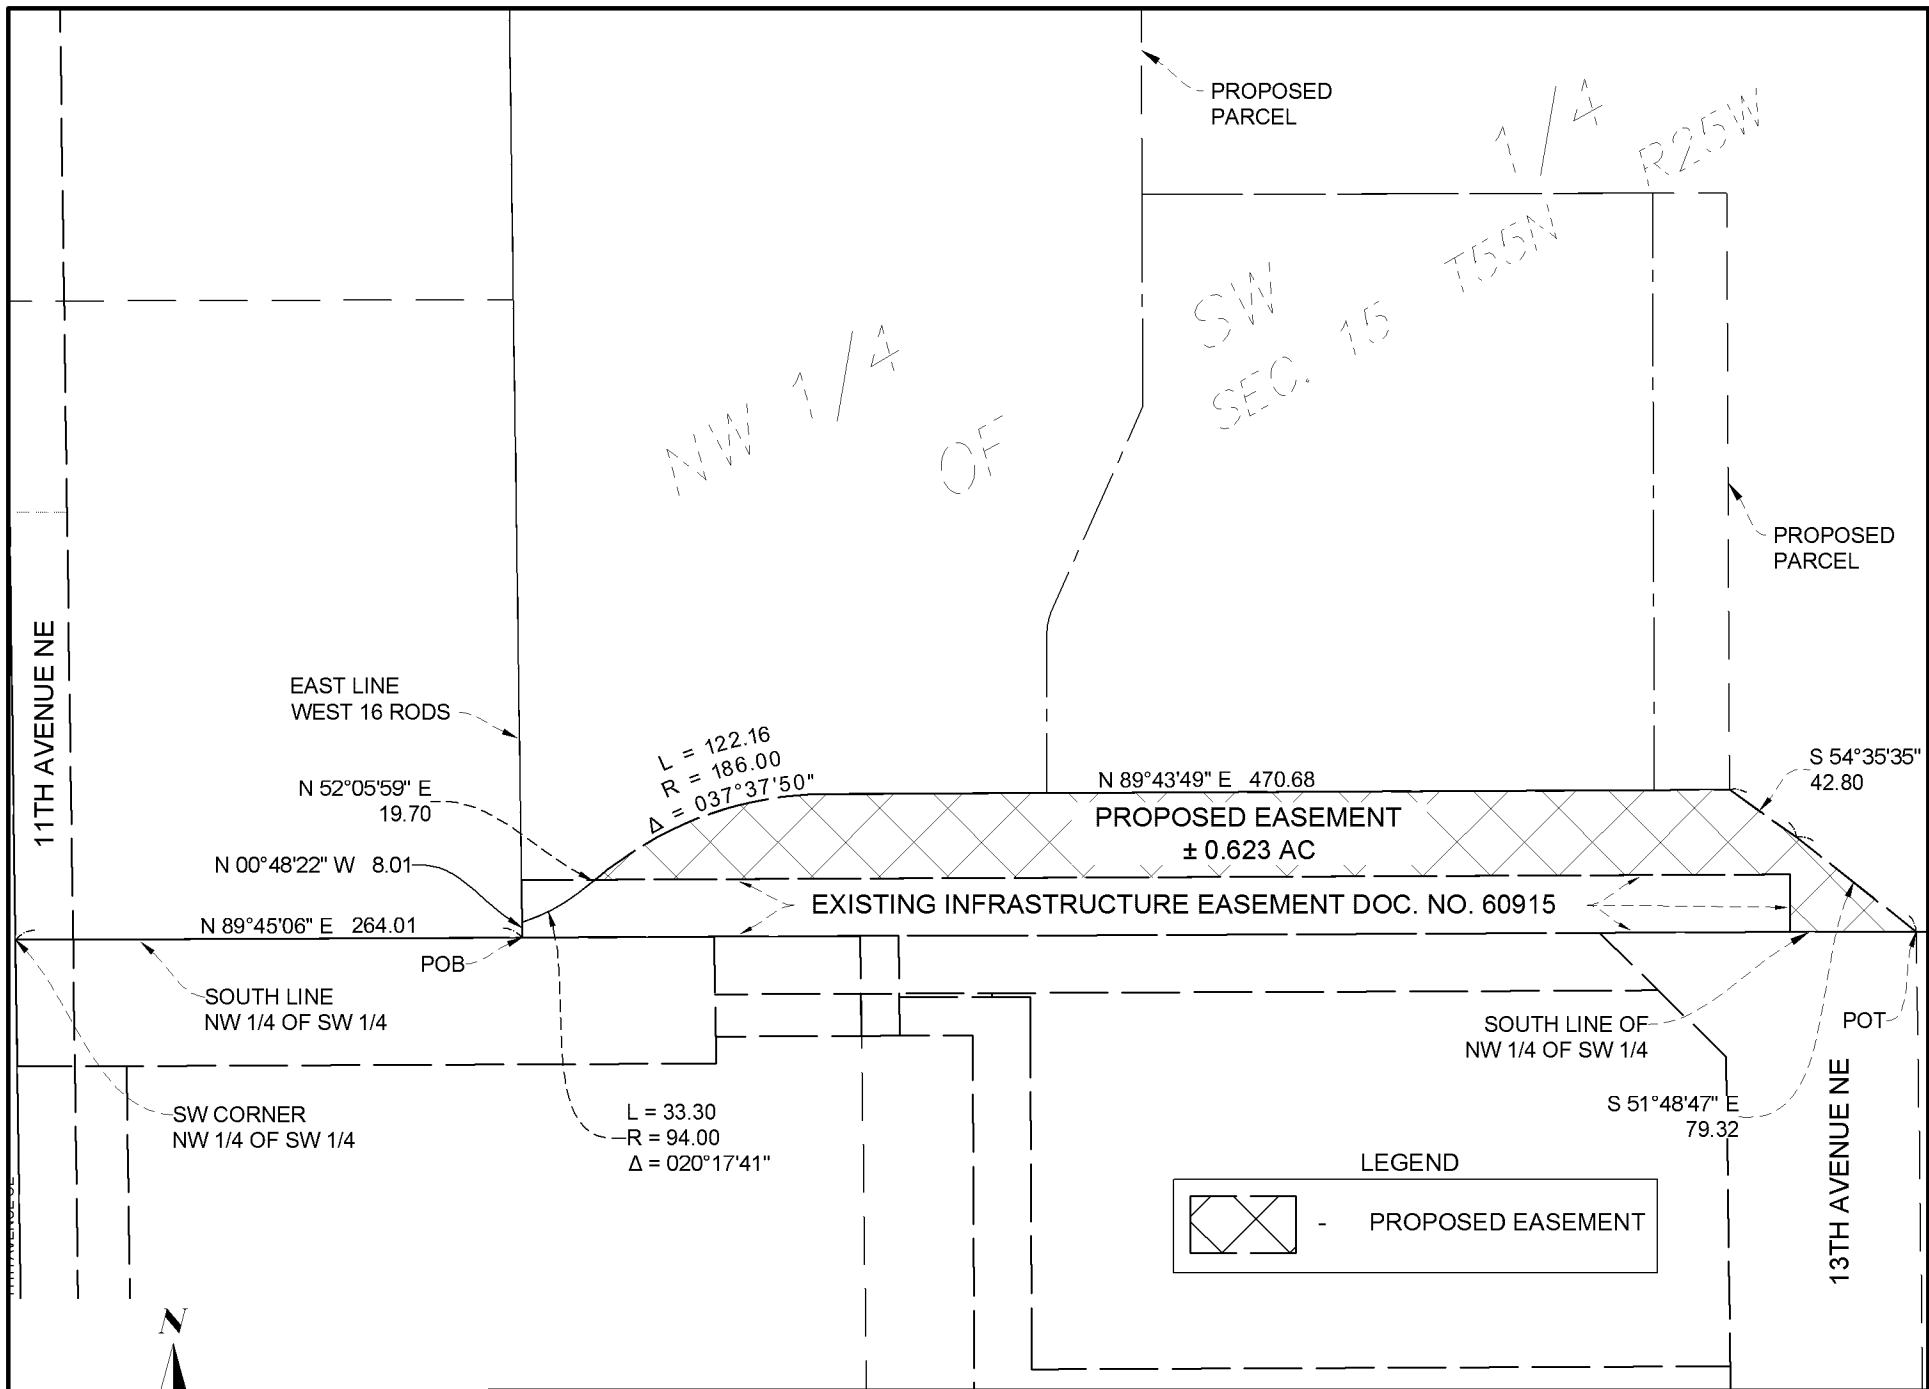 PROPOSED
PARCEL
1/4
R25W
SW
SEC. 15 T55N
NW 1/4
OF
PROPOSED
PARCEL
11TH AVENUE NE
EAST LINE
WEST 16 RODS
L = 122.16
R = 186.00
Δ = 037°37'50"
N 52°05'59" E
19.70
N 89°43'49" E 470.68
S 54°35'35"
42.80
PROPOSED EASEMENT
± 0.623 AC
N 00°48'22" W 8.01
EXISTING INFRASTRUCTURE EASEMENT DOC. NO. 60915
N 89°45'06" E 264.01
POB
SOUTH LINE
NW 1/4 OF SW 1/4
SOUTH LINE OF
NW 1/4 OF SW 1/4
POT
SW CORNER
NW 1/4 OF SW 1/4
L = 33.30
R = 94.00
Δ = 020°17'41"
S 51°48'47" E
79.32
13TH AVENUE NE
LEGEND
- PROPOSED EASEMENT
N